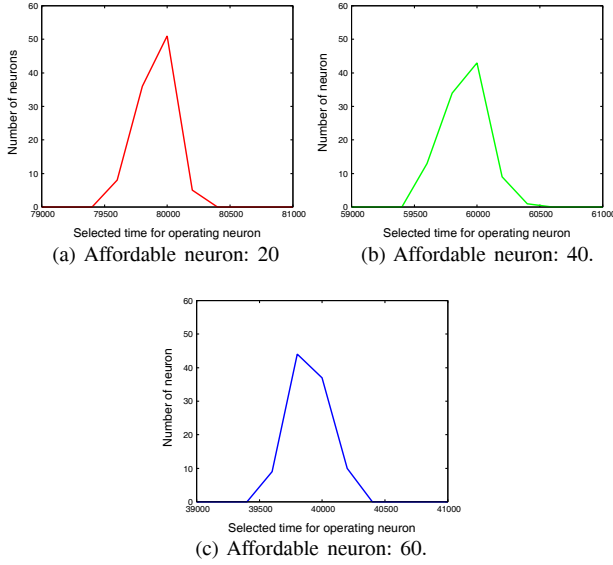 60
50
40
30
20
10
0
Number of neurons
79000 79500 80000 80500 81000
Selected time for operating neuron
(a) Affordable neuron: 20
60
50
40
30
20
10
0
Number of neuron
59000 59500 60000 60500 61000
Selected time for operating neuron
(b) Affordable neuron: 40.
60
50
40
30
20
10
0
Number of neuron
39000 39500 40000 40500 41000
Selected time for operating neuron
(c) Affordable neuron: 60.